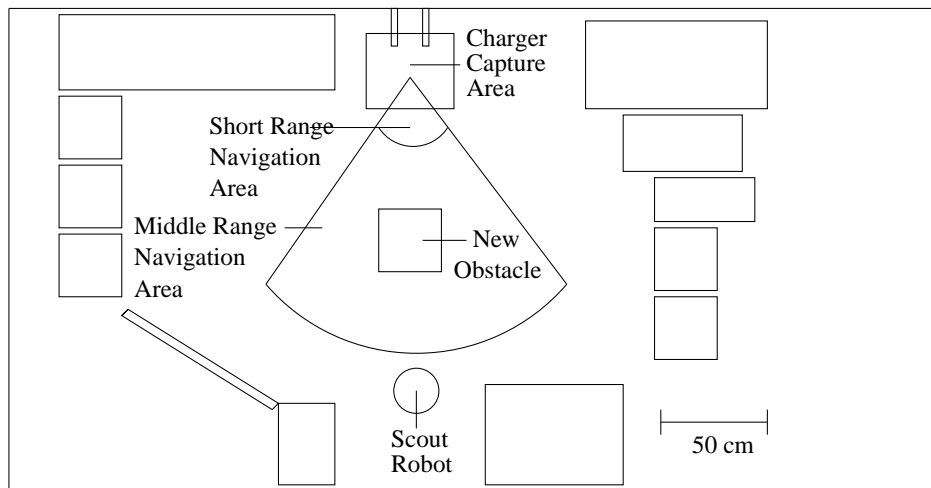 Charger
Capture
Area
Short Range
Navigation
Area
Middle Range
Navigation
Area
New
Obstacle
Scout
Robot
50 cm